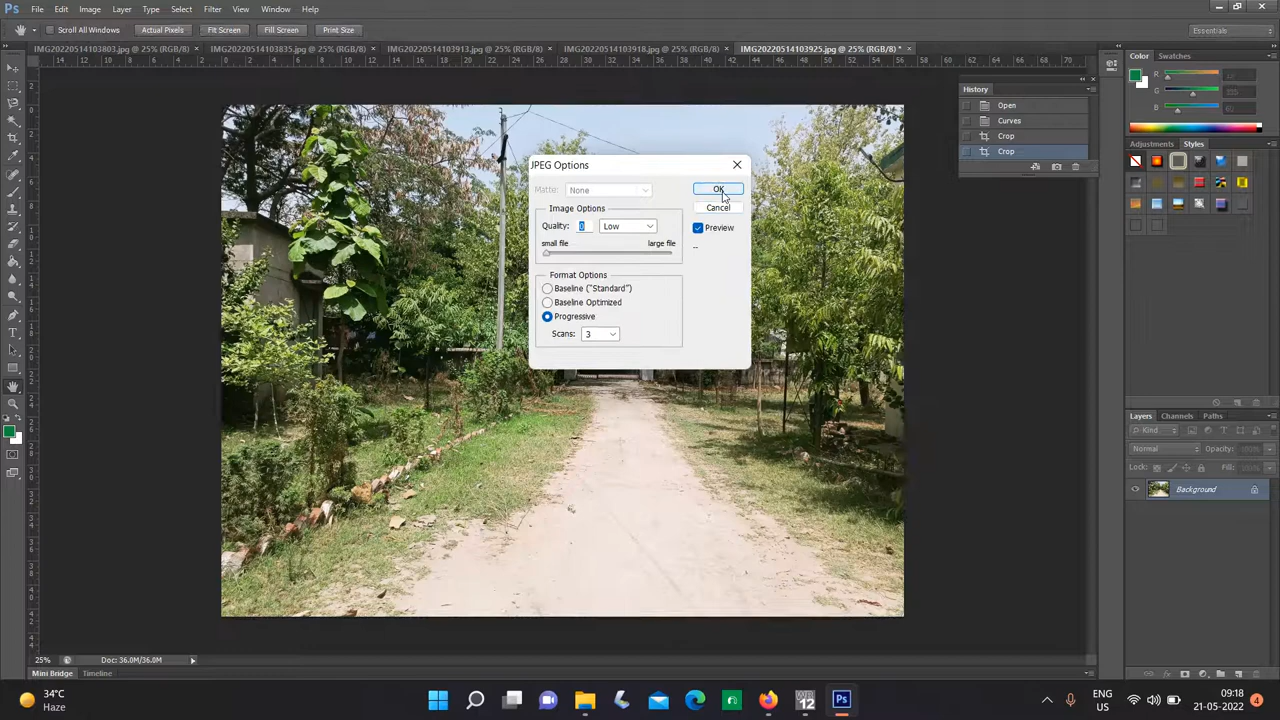 Ps File Edit Image Layer Type Select Filter View Window Help
Scroll All Windows Actual Pixels Fit Screen Fill Screen Print Size Essentials
IMG20220514103803.jpg @ 25% (RGB/8) × IMG20220514103835.jpg @ 25% (RGB/8) × IMG20220514103913.jpg @ 25% (RGB/8) × IMG20220514103918.jpg @ 25% (RGB/8) × IMG20220514103925.jpg @ 25% (RGB/8) * ×
Color Swatches
R
G
B
History
Open
Curves
Crop
Crop
Adjustments Styles
JPEG Options
Matte: None
OK
Cancel
Preview
--
Image Options
Quality: 0 Low
small file large file
Format Options
Baseline ("Standard")
Baseline Optimized
Progressive
Scans: 3
Layers Channels Paths
Kind
Normal Opacity:
Lock: Fill:
Background
25% Doc: 36.0M/36.0M
Mini Bridge Timeline
34°C
Haze
ENG
US
09:18
21-05-2022
4
12